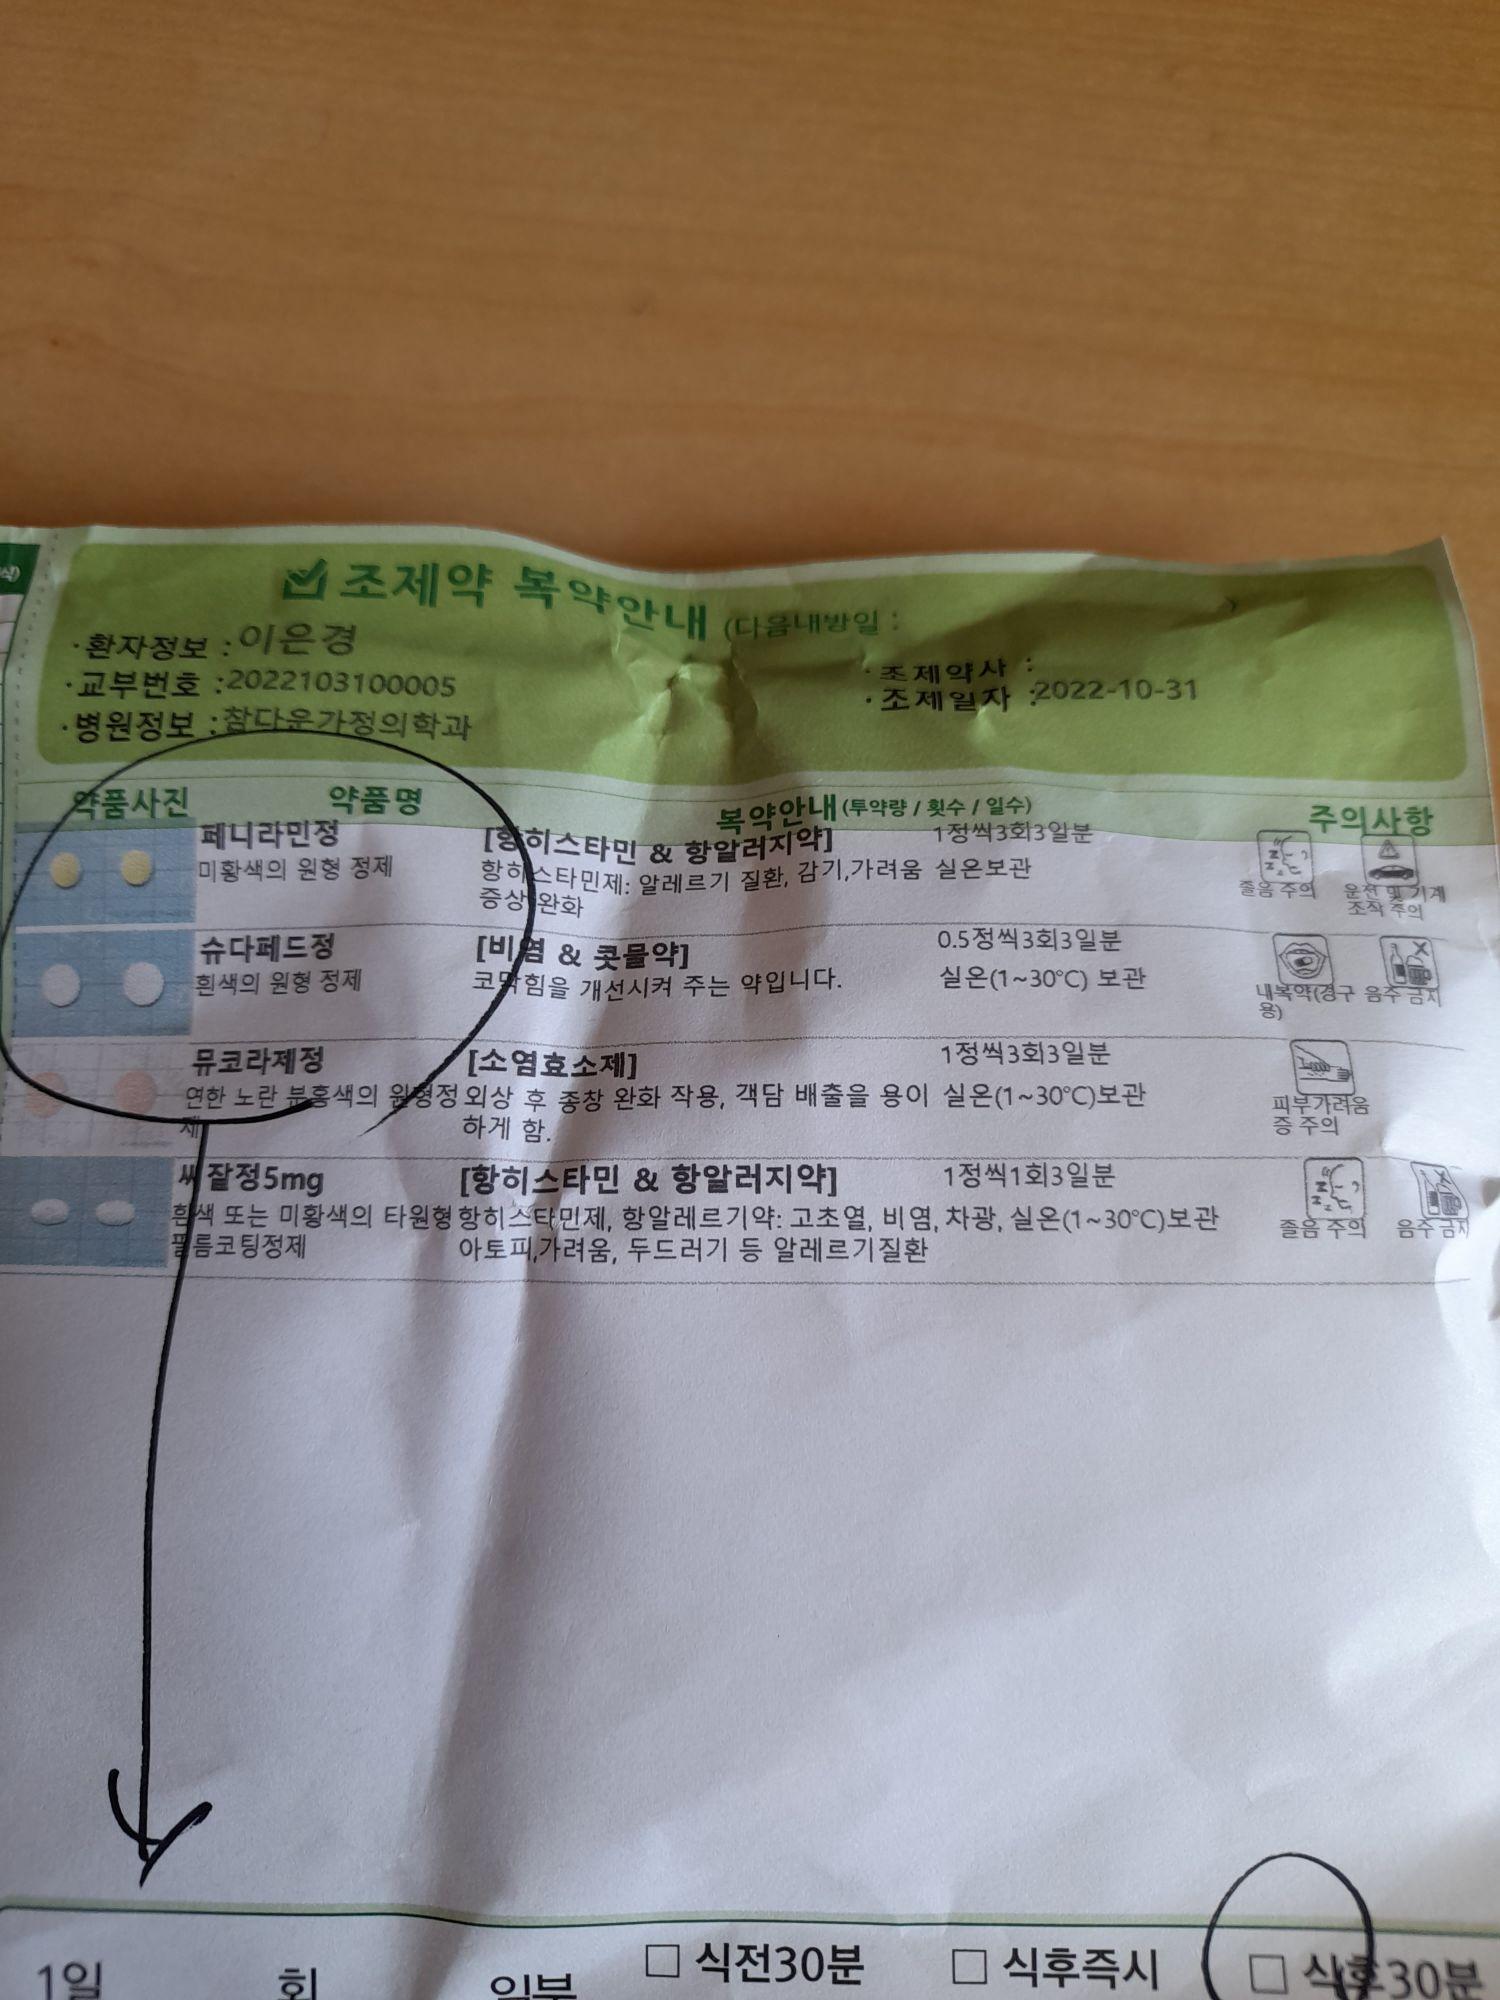 식)
조제약 복약안내 (다음내방일 : )
·환자정보 : 이은경
·교부번호 : 2022103100005
·병원정보 : 참다운가정의학과
·조제약사 :
·조제일자 : 2022-10-31
약품사진 약품명 복약안내 (투약량 / 횟수 / 일수) 주의사항
페니라민정 [항히스타민 & 항알러지약] 1정씩3회3일분
미황색의 원형 정제 항히스타민제: 알레르기 질환, 감기,가려움 실온보관
증상 완화
졸음 주의 운전 및 기계
조작 주의
슈다페드정 [비염 & 콧물약] 0.5정씩3회3일분
흰색의 원형 정제 코막힘을 개선시켜 주는 약입니다. 실온(1~30℃) 보관
내복약(경구 음주 금지
용)
뮤코라제정 [소염효소제] 1정씩3회3일분
연한 노란 분홍색의 원형정 외상 후 종창 완화 작용, 객담 배출을 용이 실온(1~30℃)보관
제 하게 함.
피부가려움
증 주의
씨잘정5mg [항히스타민 & 항알러지약] 1정씩1회3일분
흰색 또는 미황색의 타원형 항히스타민제, 항알레르기약: 고초열, 비염, 차광, 실온(1~30℃)보관
필름코팅정제 아토피,가려움, 두드러기 등 알레르기질환
졸음 주의 음주 금지
1일 회 일분 □ 식전30분 □ 식후즉시 □ 식후30분